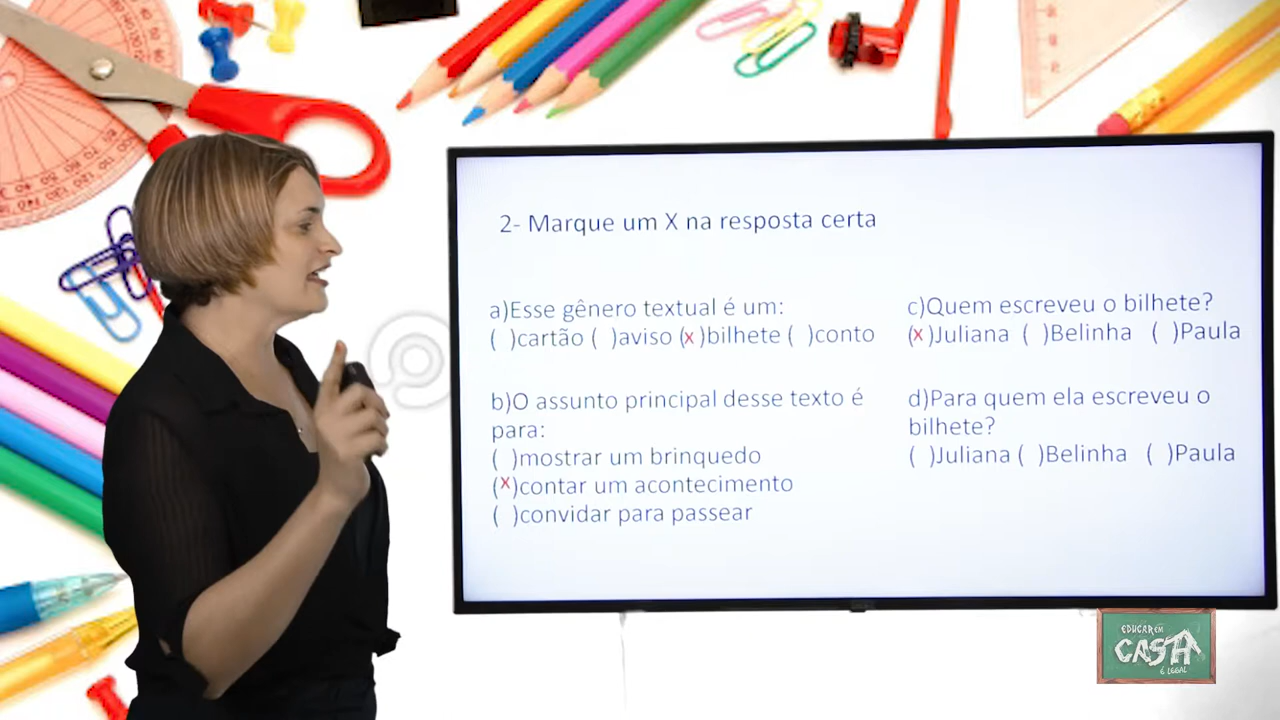 2- Marque um X na resposta certa
a)Esse gênero textual é um:
( )cartão ( )aviso (x)bilhete ( )conto
b)O assunto principal desse texto é
para:
( )mostrar um brinquedo
(x)contar um acontecimento
( )convidar para passear
c)Quem escreveu o bilhete?
(x)Juliana ( )Belinha ( )Paula
d)Para quem ela escreveu o
bilhete?
( )Juliana ( )Belinha ( )Paula
EDUCAR EM
CASA
É LEGAL